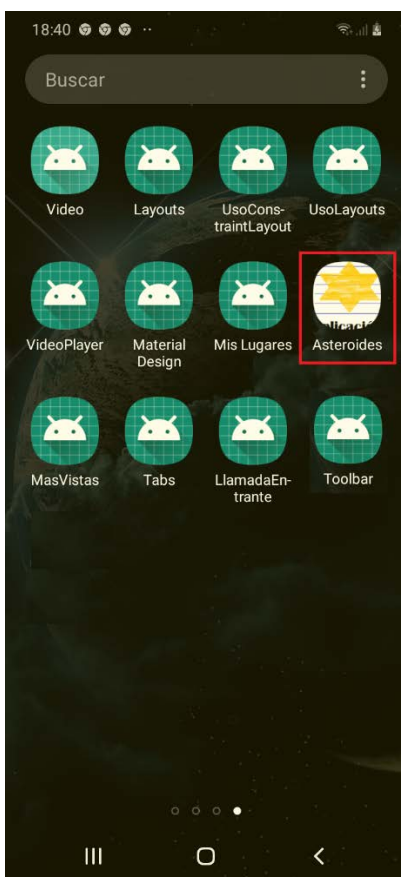 18:40
Buscar
Video Layouts UsoCons- UsoLayouts
traintLayout
VideoPlayer Material Mis Lugares Asteroides
Design
MasVistas Tabs LlamadaEn- Toolbar
trante